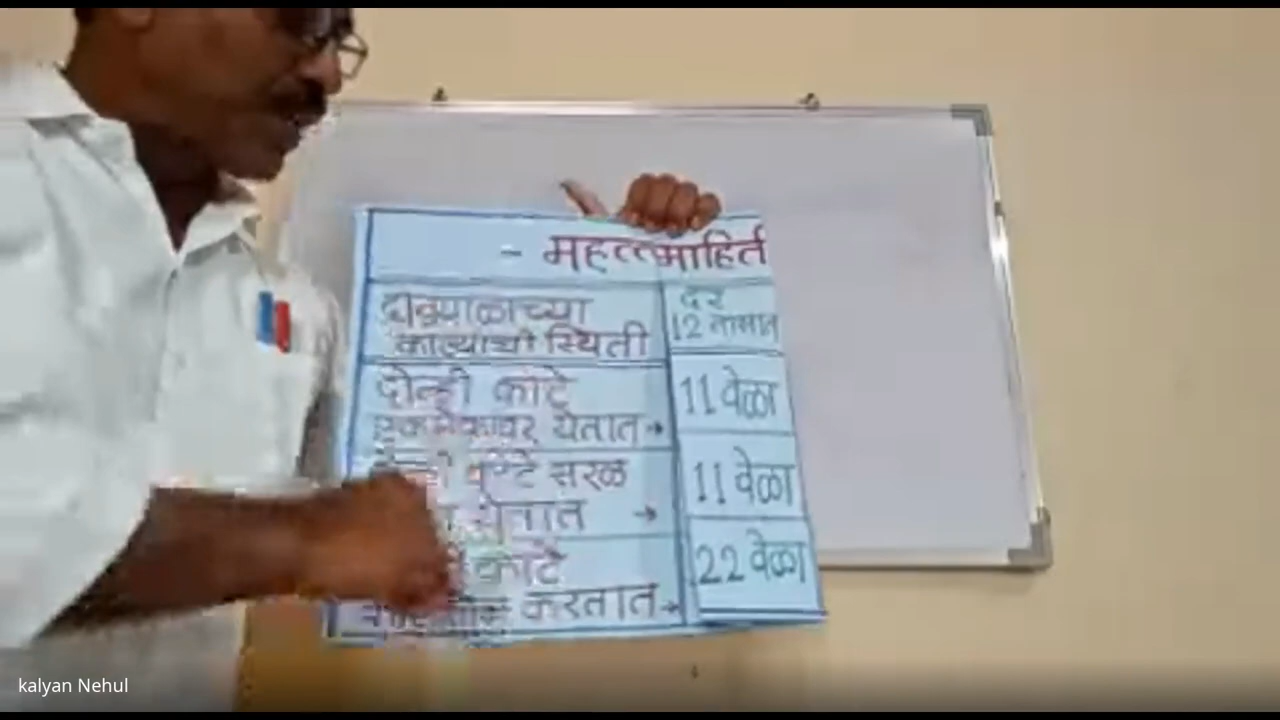 - महत्त्वमाहिती
घड्याळाच्या
काट्यांची स्थिती
दर
12 तासात
दोन्ही काटे
एकमेकांवर येतात →
11 वेळा
काटे सरळ
येतात →
11 वेळा
काटे
करतात →
22 वेळा
kalyan Nehul